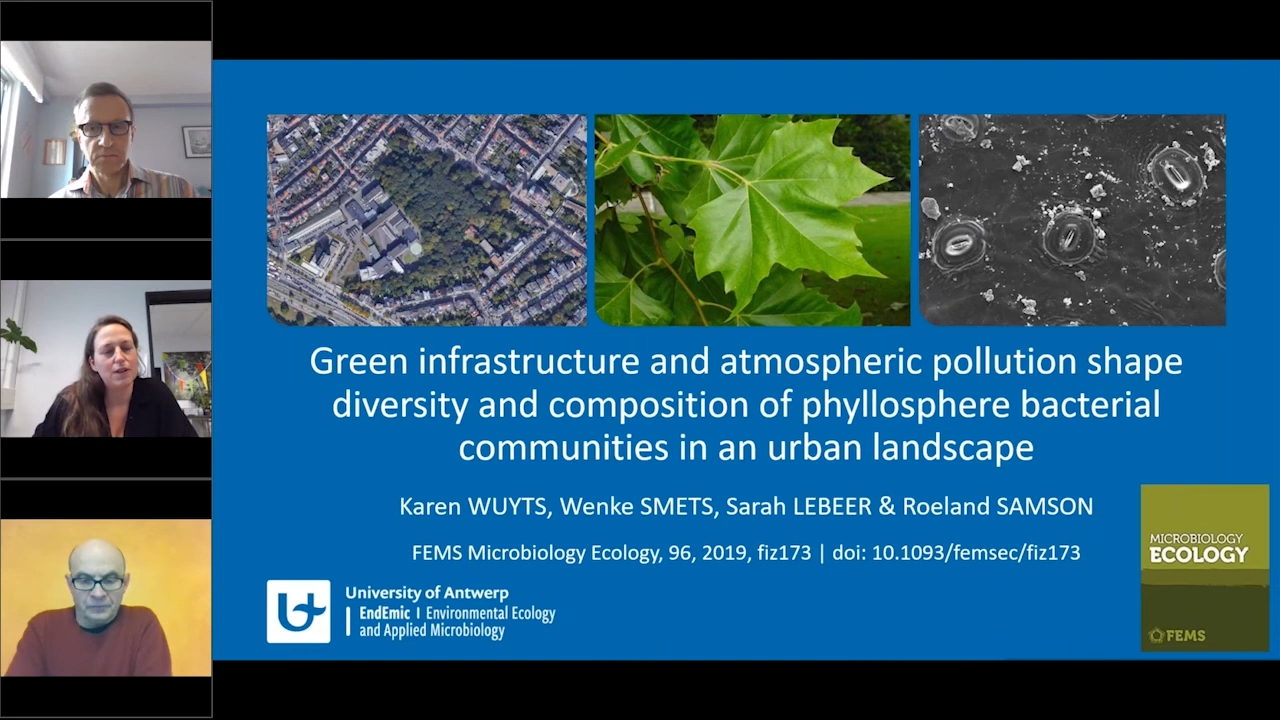 Green infrastructure and atmospheric pollution shape
diversity and composition of phyllosphere bacterial
communities in an urban landscape
Karen WUYTS, Wenke SMETS, Sarah LEBEER & Roeland SAMSON
FEMS Microbiology Ecology, 96, 2019, fiz173 | doi: 10.1093/femsec/fiz173
University of Antwerp
EndEmic | Environmental Ecology
and Applied Microbiology
MICROBIOLOGY
ECOLOGY
FEMS